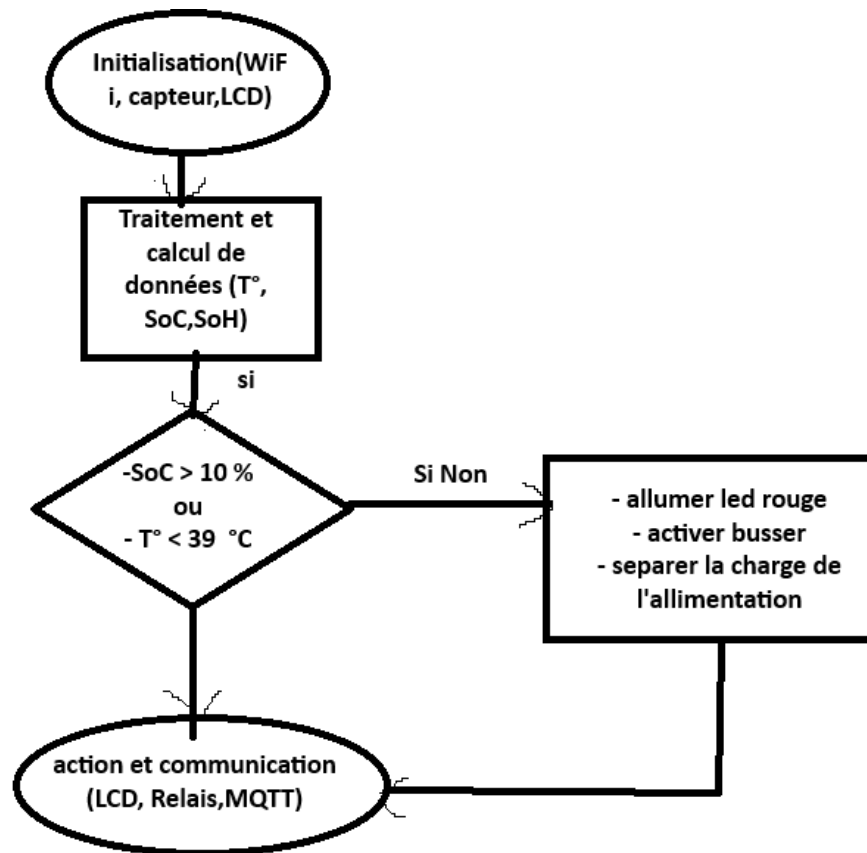 Initialisation(WiF
i, capteur,LCD)
Traitement et
calcul de
données (T°,
SoC,SoH)
si
-SoC > 10 %
ou
- T° < 39 °C
Si Non
- allumer led rouge
- activer busser
- separer la charge de
l'allimentation
action et communication
(LCD, Relais,MQTT)